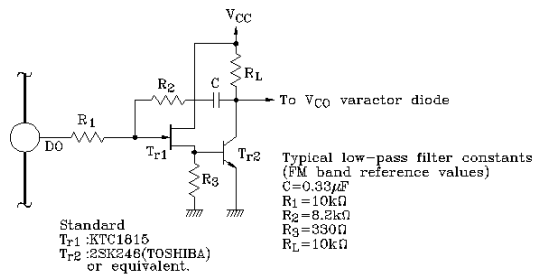 VCC
R2
C
RL
To VCO varactor diode
R1
DO
Tr1
Tr2
R3
Typical low-pass filter constants
(FM band reference values)
C=0.33µF
R1=10kΩ
R2=8.2kΩ
R3=330Ω
RL=10kΩ
Standard
Tr1 :KTC1815
Tr2 :2SK246(TOSHIBA)
or equivalent.